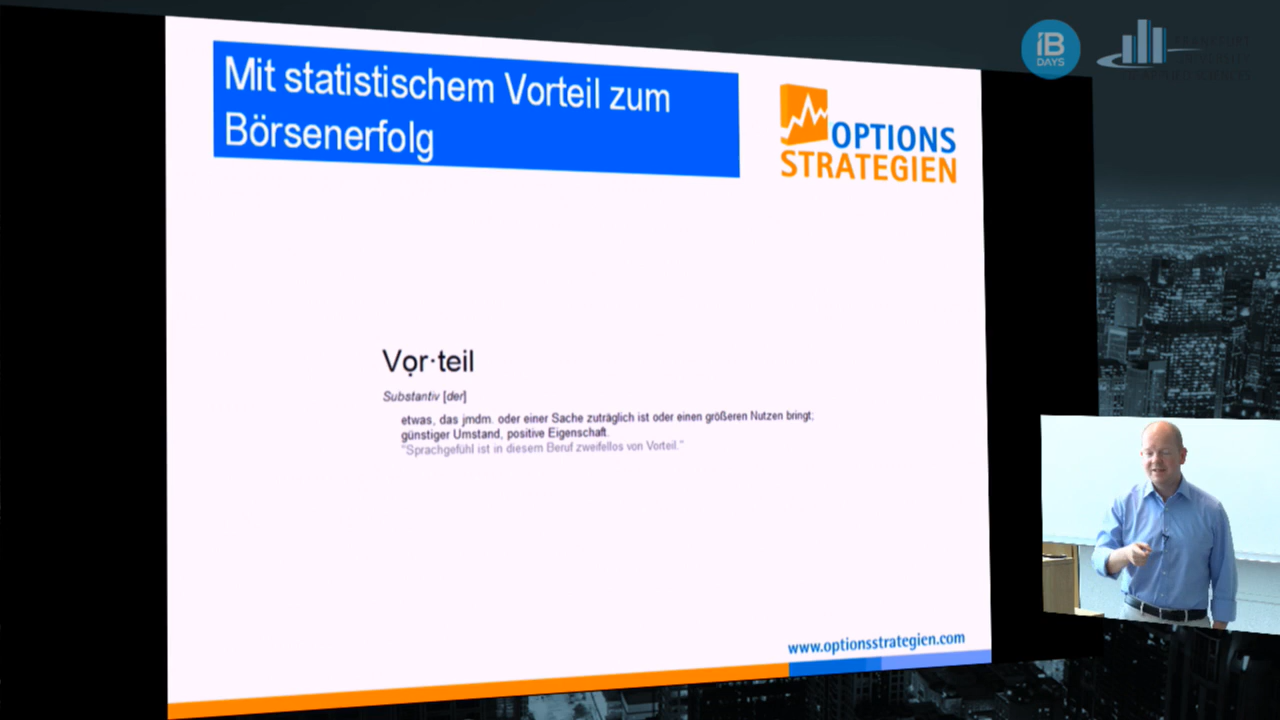 Mit statistischem Vorteil zum
Börsenerfolg
OPTIONS
STRATEGIEN
iB
DAYS
Vọr·teil
Substantiv [der]
etwas, das jmdm. oder einer Sache zuträglich ist oder einen größeren Nutzen bringt;
günstiger Umstand, positive Eigenschaft.
"Sprachgefühl ist in diesem Beruf zweifellos von Vorteil."
www.optionsstrategien.com